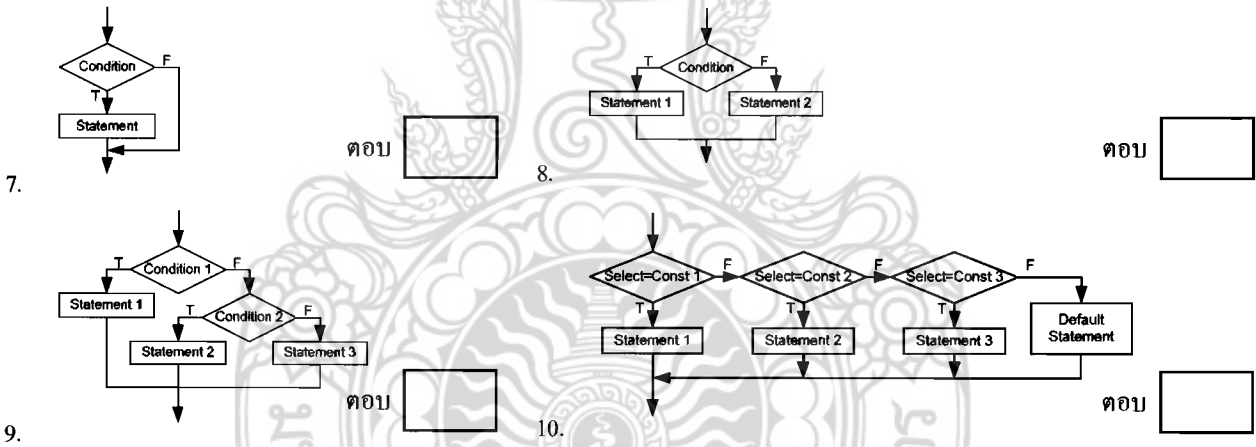 Condition F
T
Statement
ตอบ
7.
T Condition F
Statement 1 Statement 2
ตอบ
8.
T Condition 1 F
Statement 1 T Condition 2 F
Statement 2 Statement 3
ตอบ
9.
Select=Const 1 F Select=Const 2 F Select=Const 3 F
T T T
Statement 1 Statement 2 Statement 3 Default
Statement
ตอบ
10.